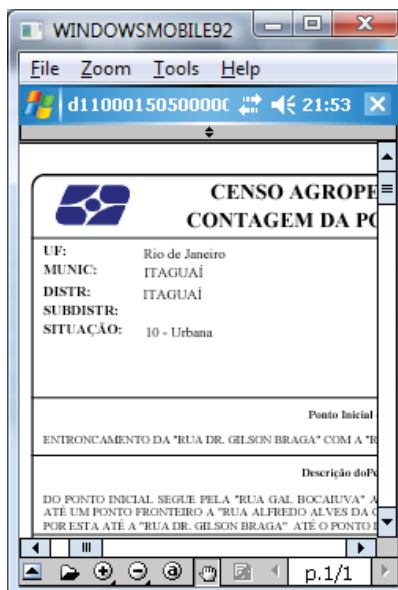 WINDOWSMOBILE92
File Zoom Tools Help
21:53
CENSO AGROPE
CONTAGEM DA PO
UF: Rio de Janeiro
MUNIC: ITAGUAÍ
DISTR: ITAGUAÍ
SUBDISTR:
SITUAÇÃO: 10 - Urbana
Ponto Inicial
ENTRONCAMENTO DA "RUA DR. GILSON BRAGA" COM A "R
Descrição doPe
DO PONTO INICIAL SEGUE PELA "RUA GAL BOCAIUVA" A
ATÉ UM PONTO FRONTEIRO A "RUA ALFREDO ALVES DA
POR ESTA ATÉ A "RUA DR. GILSON BRAGA" ATÉ O PONTO
p.1/1